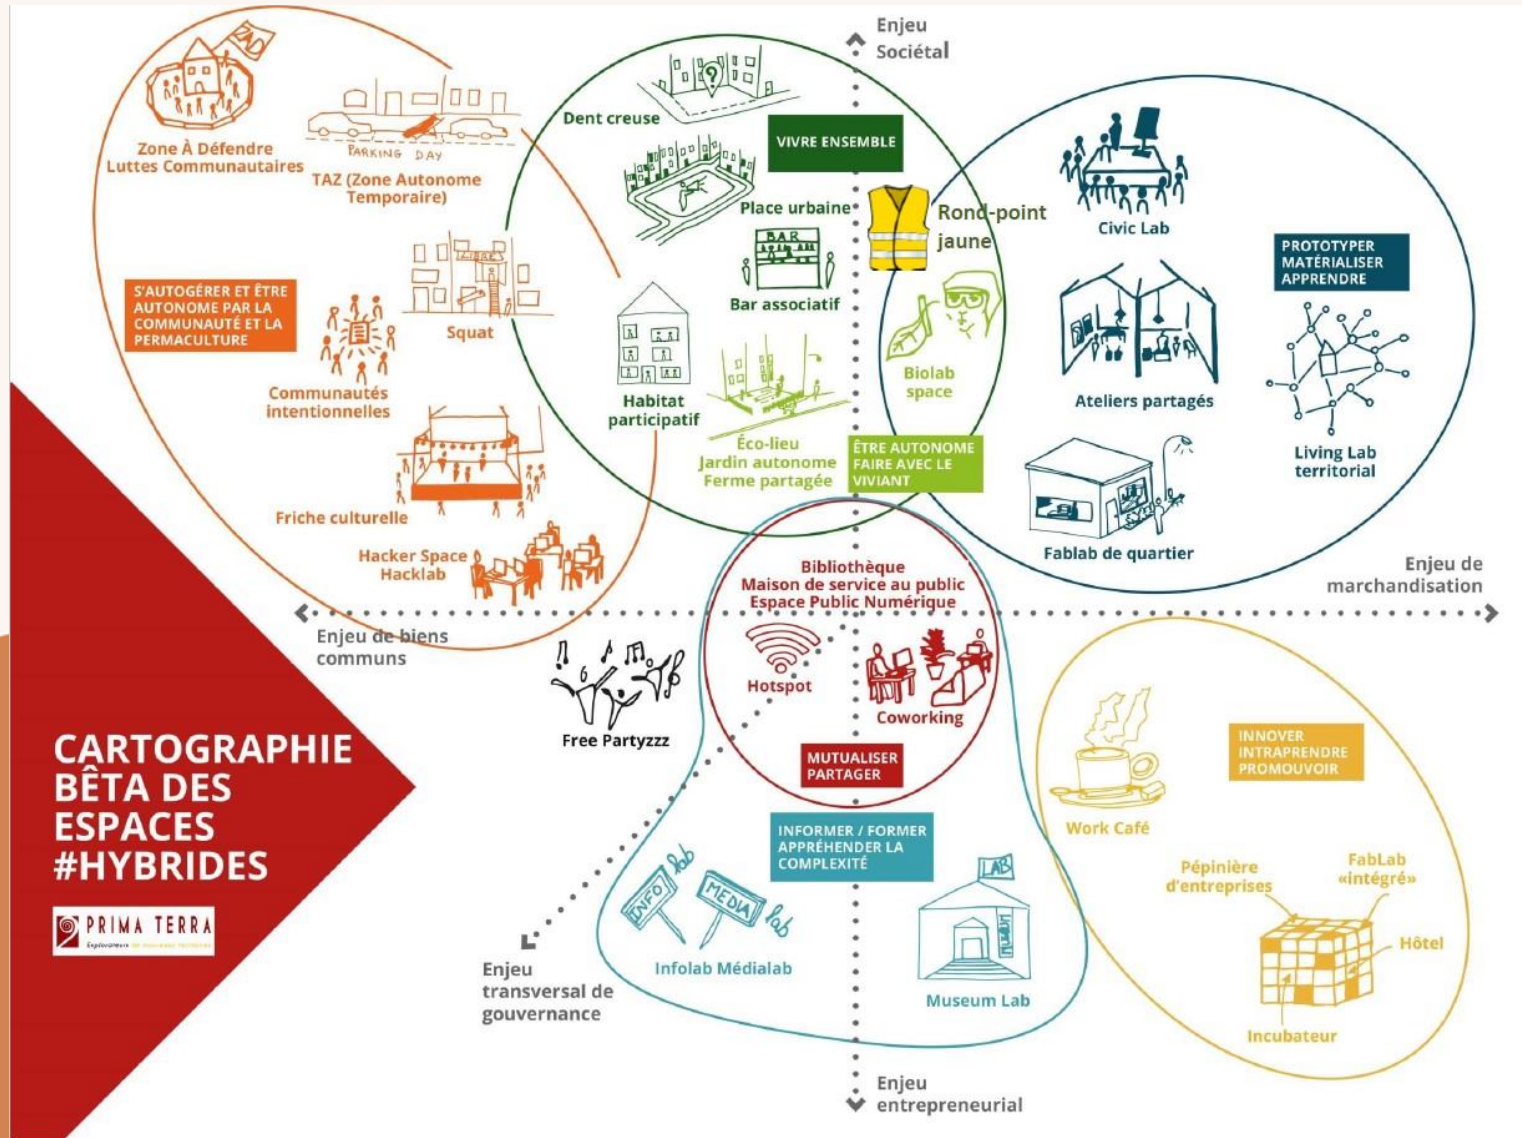 Enjeu
Sociétal
ZAD
Zone À Défendre
Luttes Communautaires
PARKING DAY
TAZ (Zone Autonome
Temporaire)
Dent creuse
?
VIVRE ENSEMBLE
Place urbaine
BAR
Bar associatif
Rond-point
jaune
Civic Lab
PROTOTYPER
MATÉRIALISER
APPRENDRE
S'AUTOGÉRER ET ÊTRE
AUTONOME PAR LA
COMMUNAUTÉ ET LA
PERMACULTURE
Squat
Communautés
intentionnelles
Habitat
participatif
Éco-lieu
Jardin autonome
Ferme partagée
Biolab
space
ÊTRE AUTONOME
FAIRE AVEC LE
VIVANT
Ateliers partagés
Living Lab
territorial
Fablab de quartier
Friche culturelle
Hacker Space
Hacklab
Bibliothèque
Maison de service au public
Espace Public Numérique
Enjeu de
marchandisation
Enjeu de biens
communs
Hotspot
Coworking
Free Partyzzz
MUTUALISER
PARTAGER
INNOVER
INTRAPRENDRE
PROMOUVOIR
Work Café
CARTOGRAPHIE
BÊTA DES
ESPACES
#HYBRIDES
PRIMA TERRA
INFORMER / FORMER
APPRÉHENDER LA
COMPLEXITÉ
INFO lab
MEDIA lab
LAB
Infolab Médialab
Museum Lab
Pépinière
d'entreprises
FabLab
«intégré»
Hôtel
Incubateur
Enjeu
transversal de
gouvernance
Enjeu
entrepreneurial